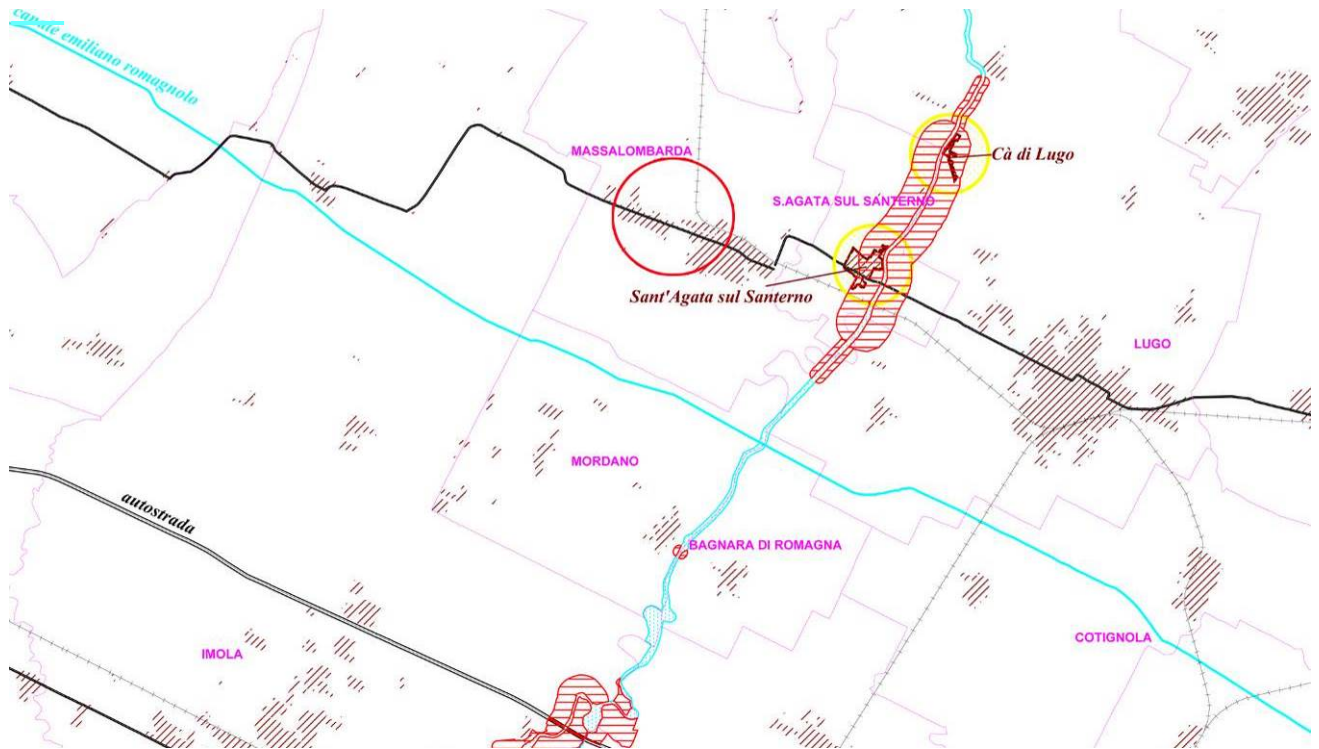 canale emiliano romagnolo
MASSALOMBARDA
Cà di Lugo
S.AGATA SUL SANTERNO
Sant'Agata sul Santerno
LUGO
MORDANO
autostrada
BAGNARA DI ROMAGNA
COTIGNOLA
IMOLA